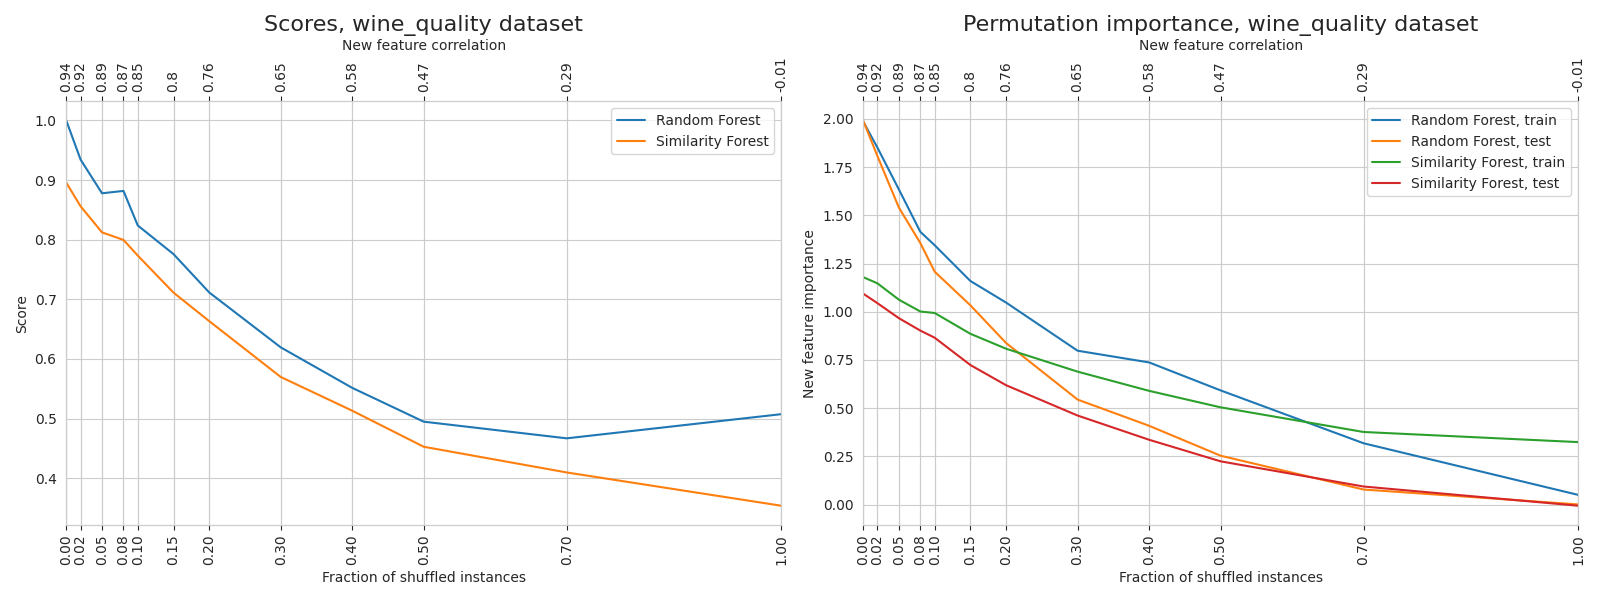 Scores, wine_quality dataset
New feature correlation
0.94 0.92 0.89 0.87 0.85 0.8 0.76 0.65 0.58 0.47 0.29 -0.01
Random Forest
Similarity Forest
Score
1.0
0.9
0.8
0.7
0.6
0.5
0.4
0.00 0.02 0.05 0.08 0.10 0.15 0.20 0.30 0.40 0.50 0.70 1.00
Fraction of shuffled instances
Permutation importance, wine_quality dataset
New feature correlation
0.94 0.92 0.89 0.87 0.85 0.8 0.76 0.65 0.58 0.47 0.29 -0.01
Random Forest, train
Random Forest, test
Similarity Forest, train
Similarity Forest, test
New feature importance
2.00
1.75
1.50
1.25
1.00
0.75
0.50
0.25
0.00
0.00 0.02 0.05 0.08 0.10 0.15 0.20 0.30 0.40 0.50 0.70 1.00
Fraction of shuffled instances